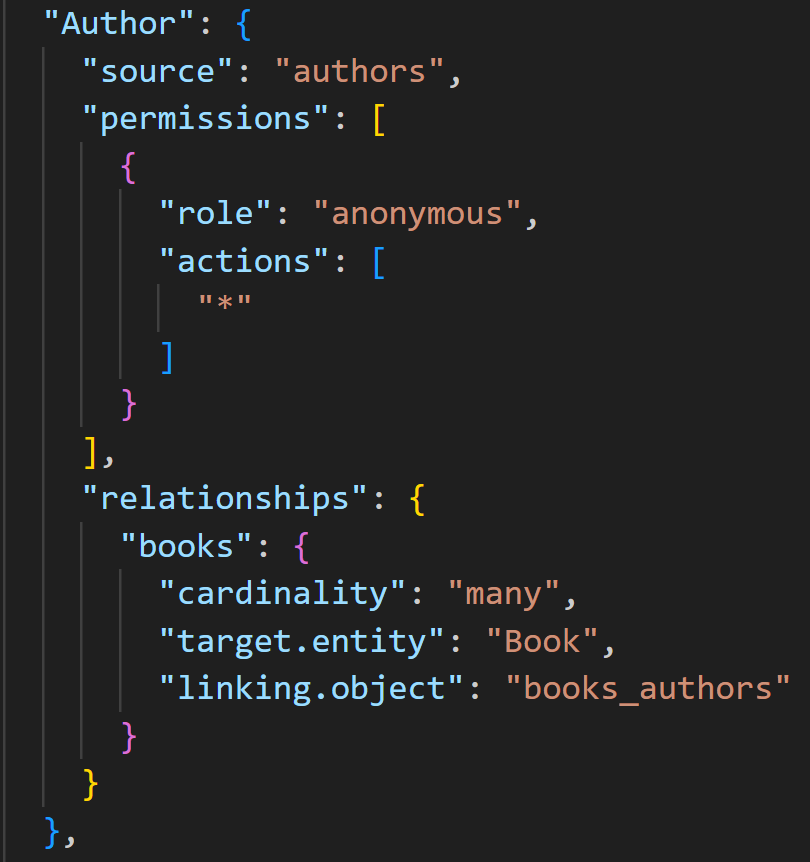 "Author": {
  "source": "authors",
  "permissions": [
    {
      "role": "anonymous",
      "actions": [
        "*"
      ]
    }
  ],
  "relationships": {
    "books": {
      "cardinality": "many",
      "target.entity": "Book",
      "linking.object": "books_authors"
    }
  }
},